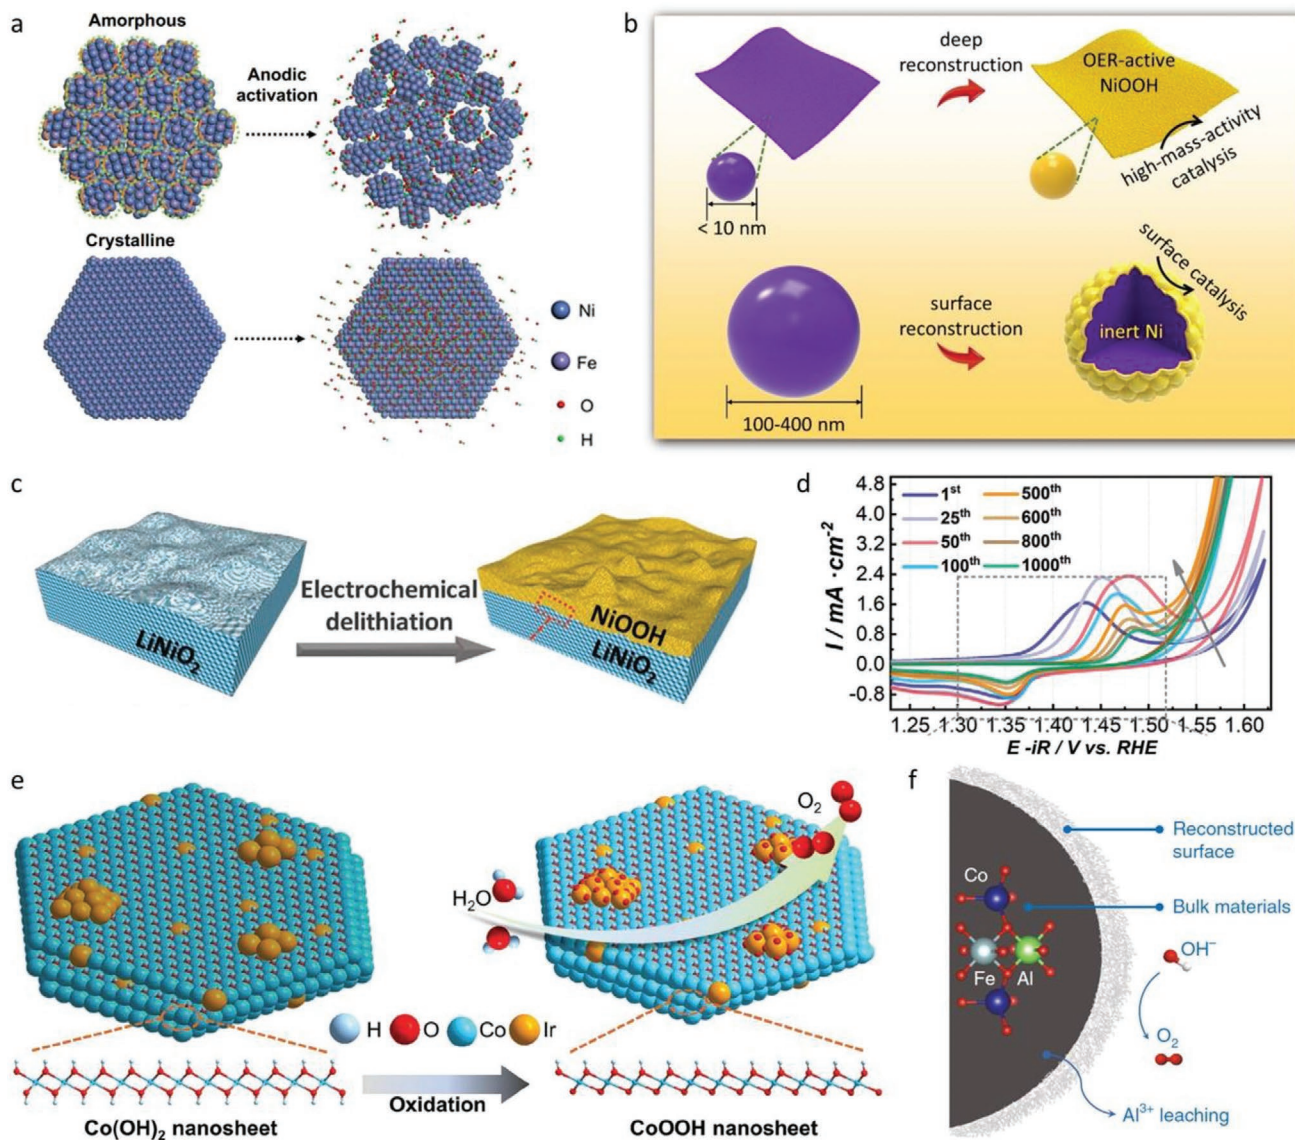 a
Amorphous
Anodic
activation
Crystalline
Ni
Fe
O
H
b
deep
reconstruction
OER-active
NiOOH
high-mass-activity
catalysis
< 10 nm
surface
reconstruction
surface catalysis
inert Ni
100-400 nm
c
LiNiO₂
Electrochemical
delithiation
NiOOH
LiNiO₂
d
I / mA ·cm⁻²
4.8
4.0
3.2
2.4
1.6
0.8
0.0
-0.8
1ˢᵗ 500ᵗʰ
25ᵗʰ 600ᵗʰ
50ᵗʰ 800ᵗʰ
100ᵗʰ 1000ᵗʰ
1.25 1.30 1.35 1.40 1.45 1.50 1.55 1.60
E -iR / V vs. RHE
e
O₂
H₂O
H O Co Ir
Oxidation
Co(OH)₂ nanosheet
CoOOH nanosheet
f
Reconstructed
surface
Co
Bulk materials
OH⁻
Fe Al
O₂
Al³⁺ leaching